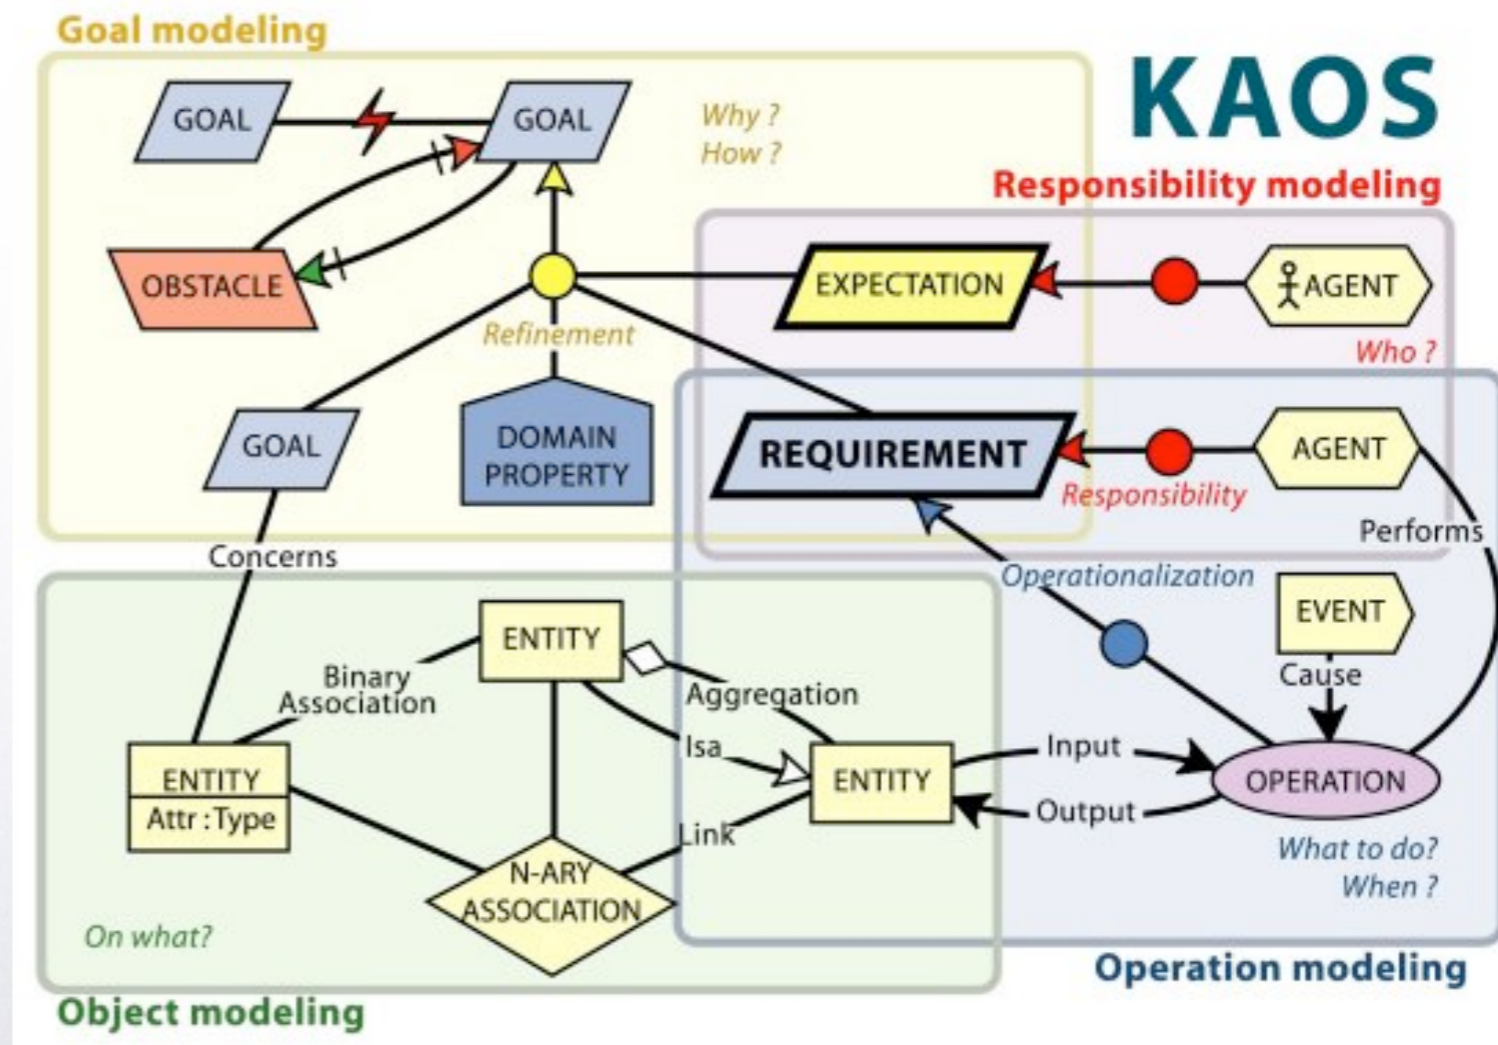 Goal modeling
KAOS
GOAL
GOAL
Why ?
How ?
Responsibility modeling
OBSTACLE
EXPECTATION
AGENT
Refinement
Who ?
GOAL
DOMAIN
PROPERTY
REQUIREMENT
AGENT
Responsibility
Performs
Concerns
Operationalization
EVENT
ENTITY
Binary
Association
Cause
Aggregation
Isa
Input
ENTITY
Attr : Type
ENTITY
OPERATION
Output
Link
N-ARY
ASSOCIATION
What to do?
When ?
On what?
Operation modeling
Object modeling